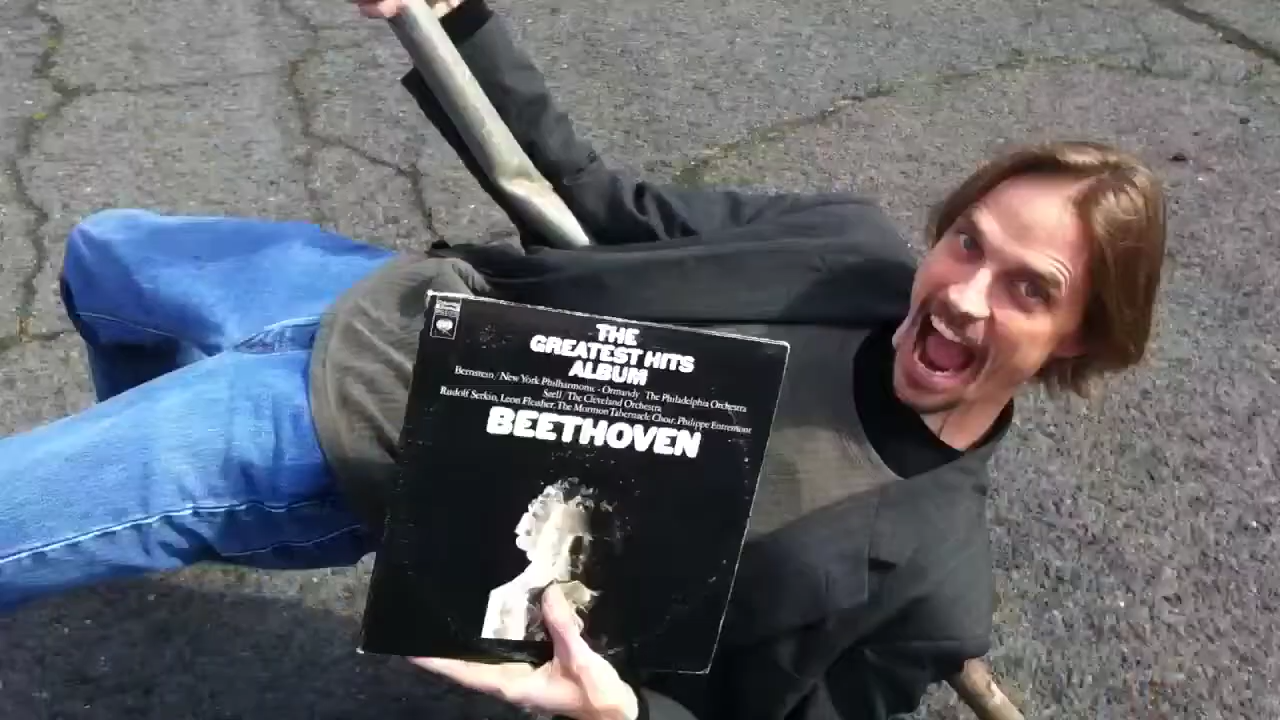 THE
GREATEST HITS
ALBUM
Bernstein/New York Philharmonic - Ormandy/The Philadelphia Orchestra
Szell/The Cleveland Orchestra
Rudolf Serkin, Leon Fleisher, The Mormon Tabernacle Choir, Philippe Entremont
BEETHOVEN